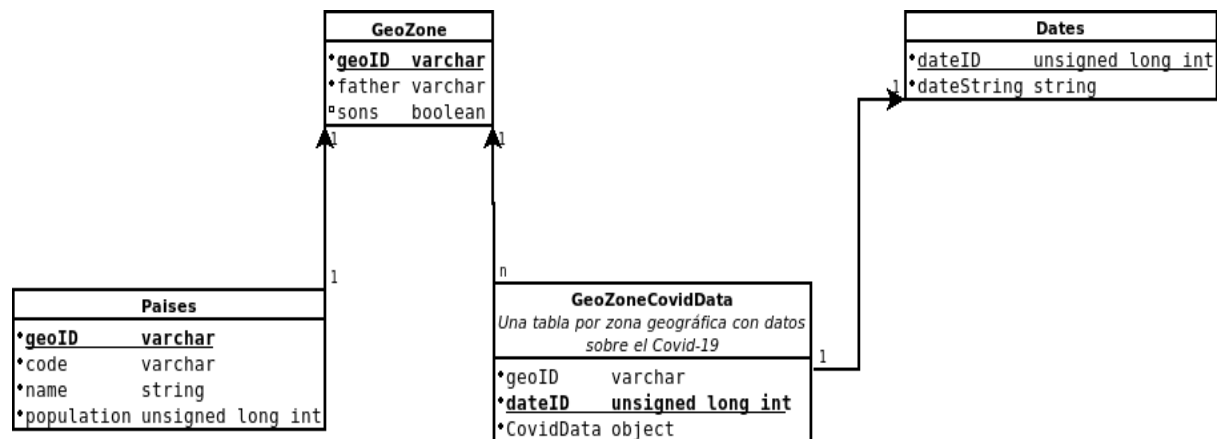 GeoZone
geoID varchar
father varchar
sons boolean
1
1
Dates
dateID unsigned long int
dateString string
1
1
Paises
geoID varchar
code varchar
name string
population unsigned long int
n
GeoZoneCovidData
Una tabla por zona geográfica con datos
sobre el Covid-19
geoID varchar
dateID unsigned long int
CovidData object
1